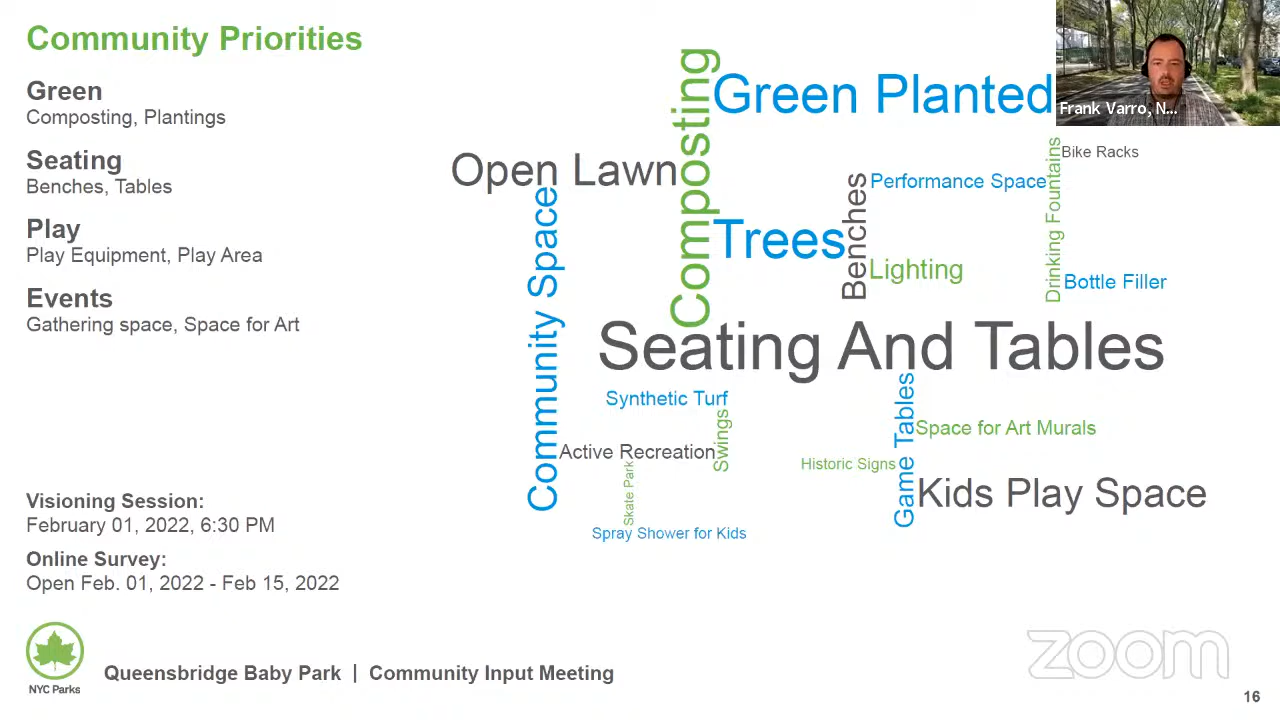 Community Priorities
Green
Composting, Plantings
Seating
Benches, Tables
Play
Play Equipment, Play Area
Events
Gathering space, Space for Art
Visioning Session:
February 01, 2022, 6:30 PM
Online Survey:
Open Feb. 01, 2022 - Feb 15, 2022
Composting
Green Planted
Open Lawn
Community Space
Trees
Benches
Performance Space
Lighting
Drinking Fountains
Bike Racks
Bottle Filler
Seating And Tables
Synthetic Turf
Swings
Active Recreation
Skate Park
Spray Shower for Kids
Game Tables
Space for Art Murals
Historic Signs
Kids Play Space
Frank Varro, N...
NYC Parks
Queensbridge Baby Park | Community Input Meeting
zoom
16